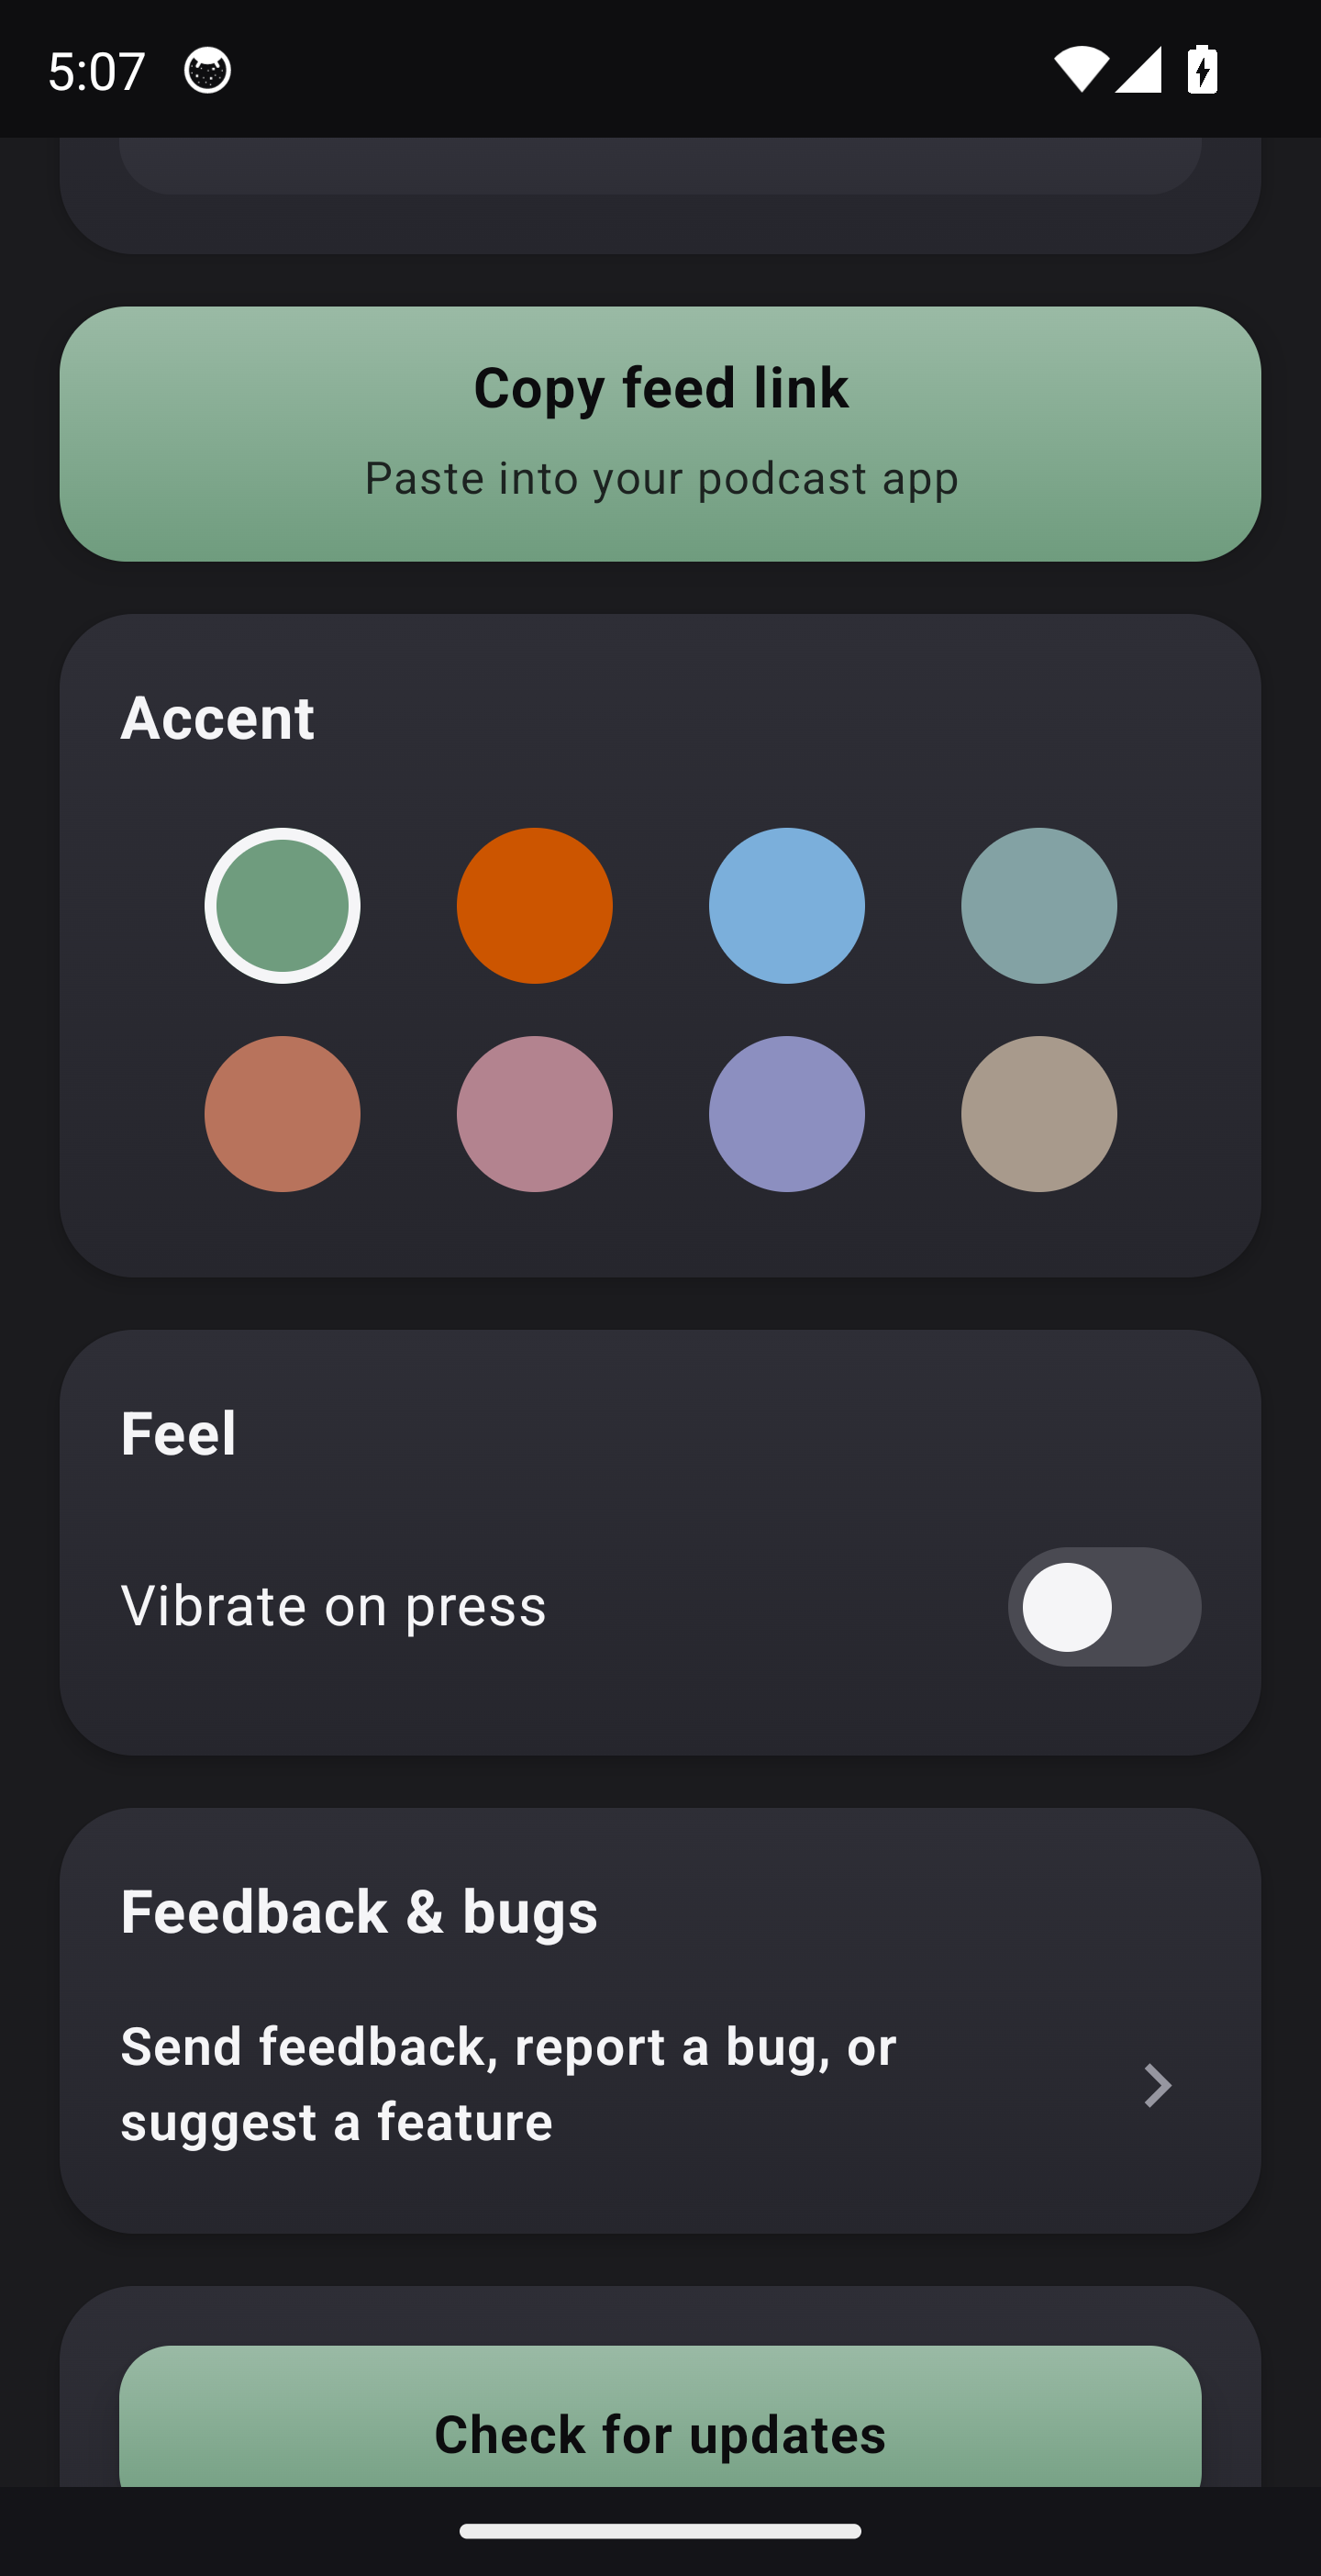 5:07
Copy feed link
Paste into your podcast app
Accent
Feel
Vibrate on press
Feedback & bugs
Send feedback, report a bug, or
suggest a feature
Check for updates